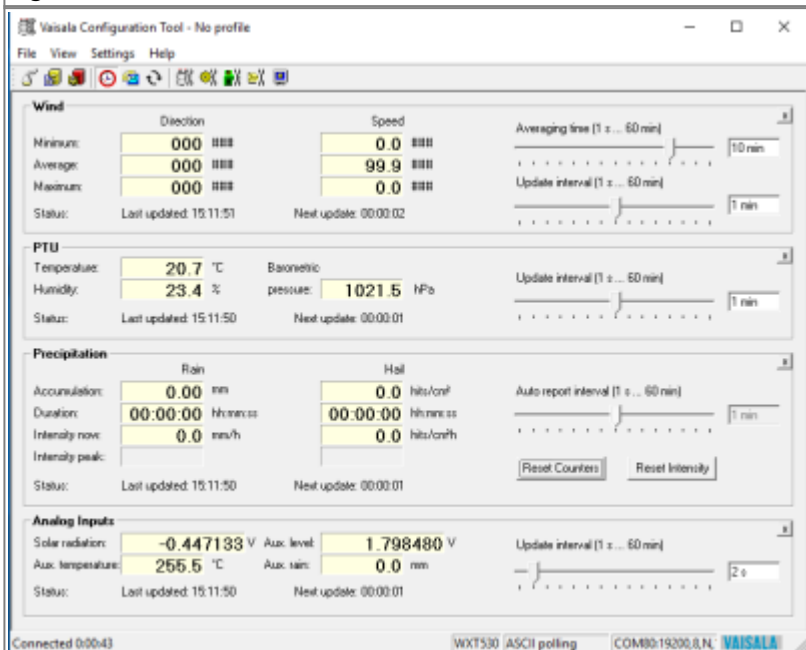 Vaisala Configuration Tool - No profile
File View Settings Help
Wind
Direction Speed
Minimum: 000 ### 0.0 ###
Average: 000 ### 99.9 ###
Maximum: 000 ### 0.0 ###
Status: Last updated: 15:11:51 Next update: 00:00:02
Averaging time (1 s ... 60 min)
10 min
Update interval (1 s ... 60 min)
1 min
PTU
Temperature: 20.7 °C Barometric
Humidity: 23.4 % pressure: 1021.5 hPa
Status: Last updated: 15:11:50 Next update: 00:00:01
Update interval (1 s ... 60 min)
1 min
Precipitation
Rain Hail
Accumulation: 0.00 mm 0.0 hits/cm²
Duration: 00:00:00 hh:mm:ss 00:00:00 hh:mm:ss
Intensity now: 0.0 mm/h 0.0 hits/cm²h
Intensity peak:
Status: Last updated: 15:11:50 Next update: 00:00:01
Auto report interval (1 s ... 60 min)
1 min
Reset Counters Reset Intensity
Analog Inputs
Solar radiation: -0.447133 V Aux. level: 1.798480 V
Aux. temperature: 255.5 °C Aux. rain: 0.0 mm
Status: Last updated: 15:11:50 Next update: 00:00:01
Update interval (1 s ... 60 min)
2 s
Connected 0:00:43 WXT530 ASCII polling COM80:19200,8,N, VAISALA